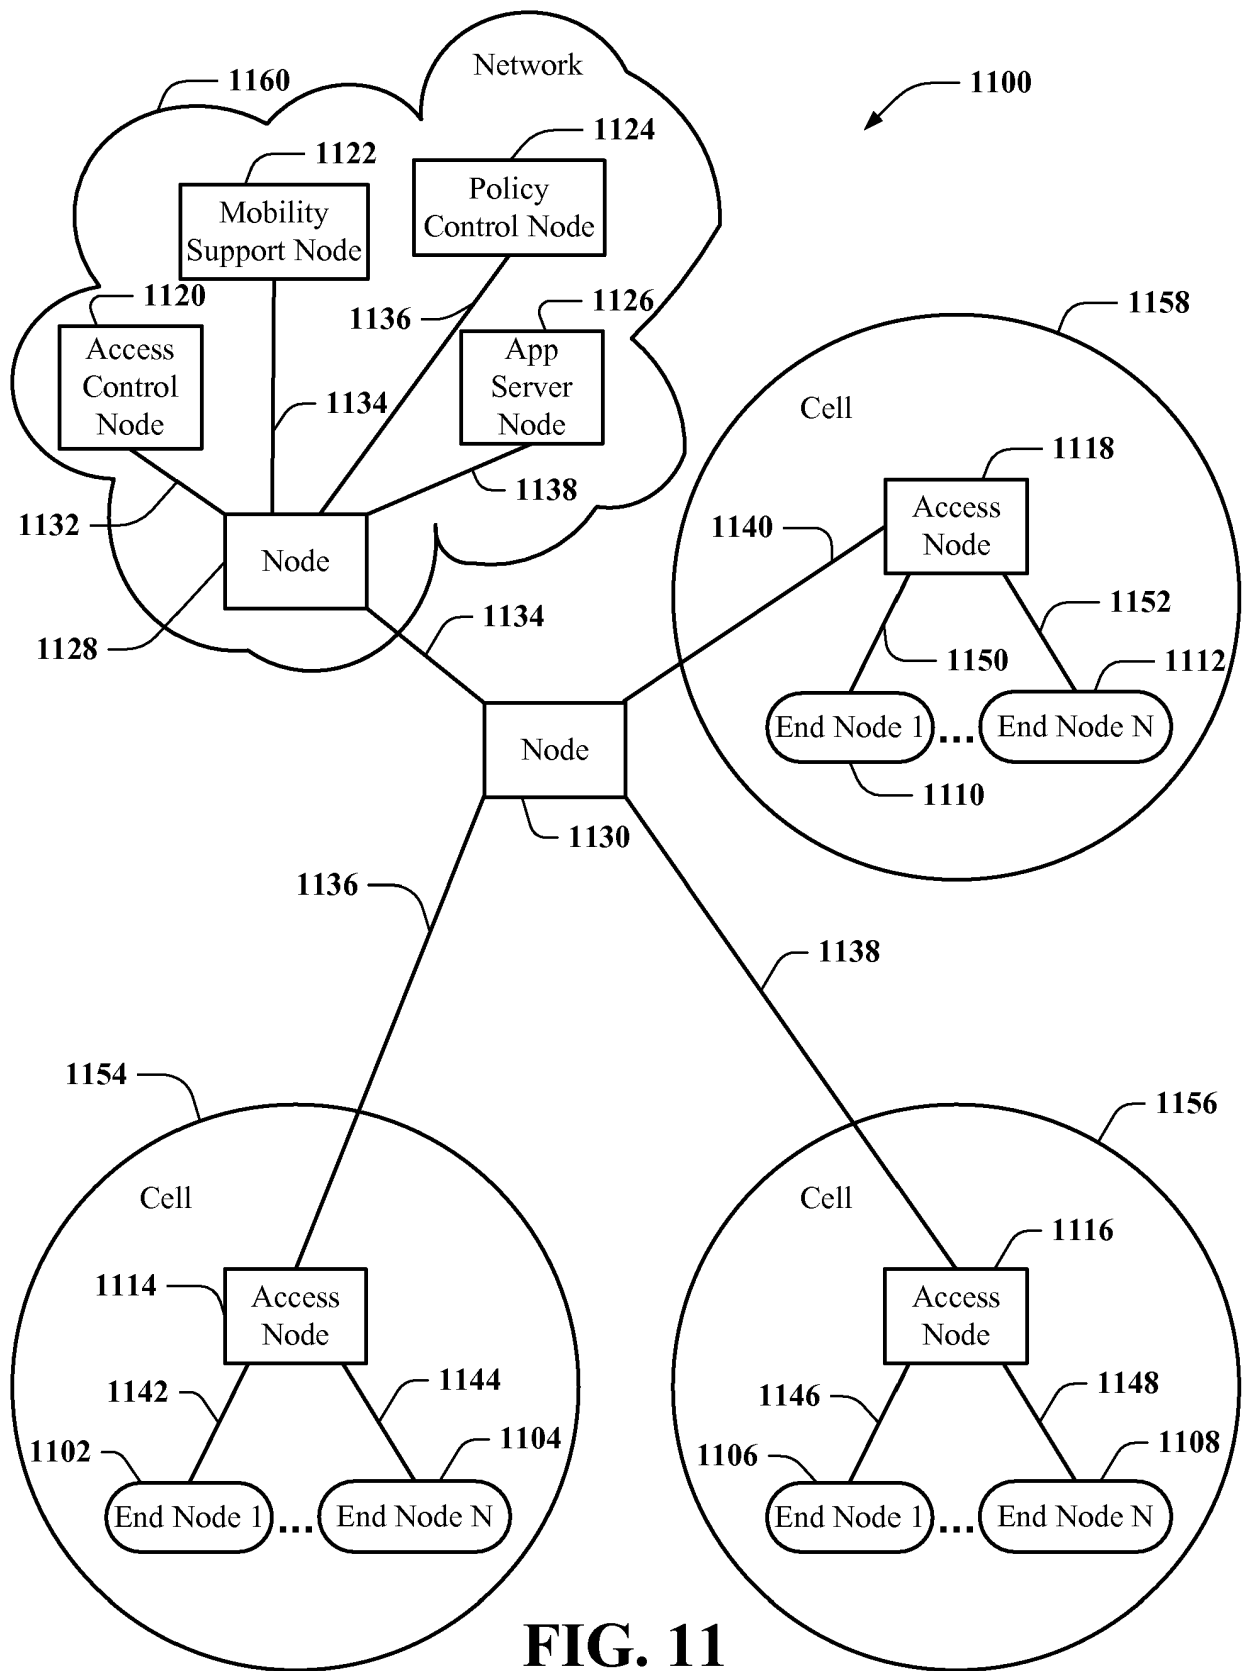 Network
1160
1100
1124
1122
Policy
Control Node
Mobility
Support Node
1120
1136
1126
1158
Access
Control
Node
App
Server
Node
1134
Cell
1118
1138
1132
1140
Access
Node
Node
1128
1134
1152
1150
1112
End Node 1
...
End Node N
Node
1110
1130
1136
1138
1154
1156
Cell
Cell
1116
1114
Access
Node
Access
Node
1142
1144
1146
1148
1102
1104
1106
1108
End Node 1
...
End Node N
End Node 1
...
End Node N
FIG. 11